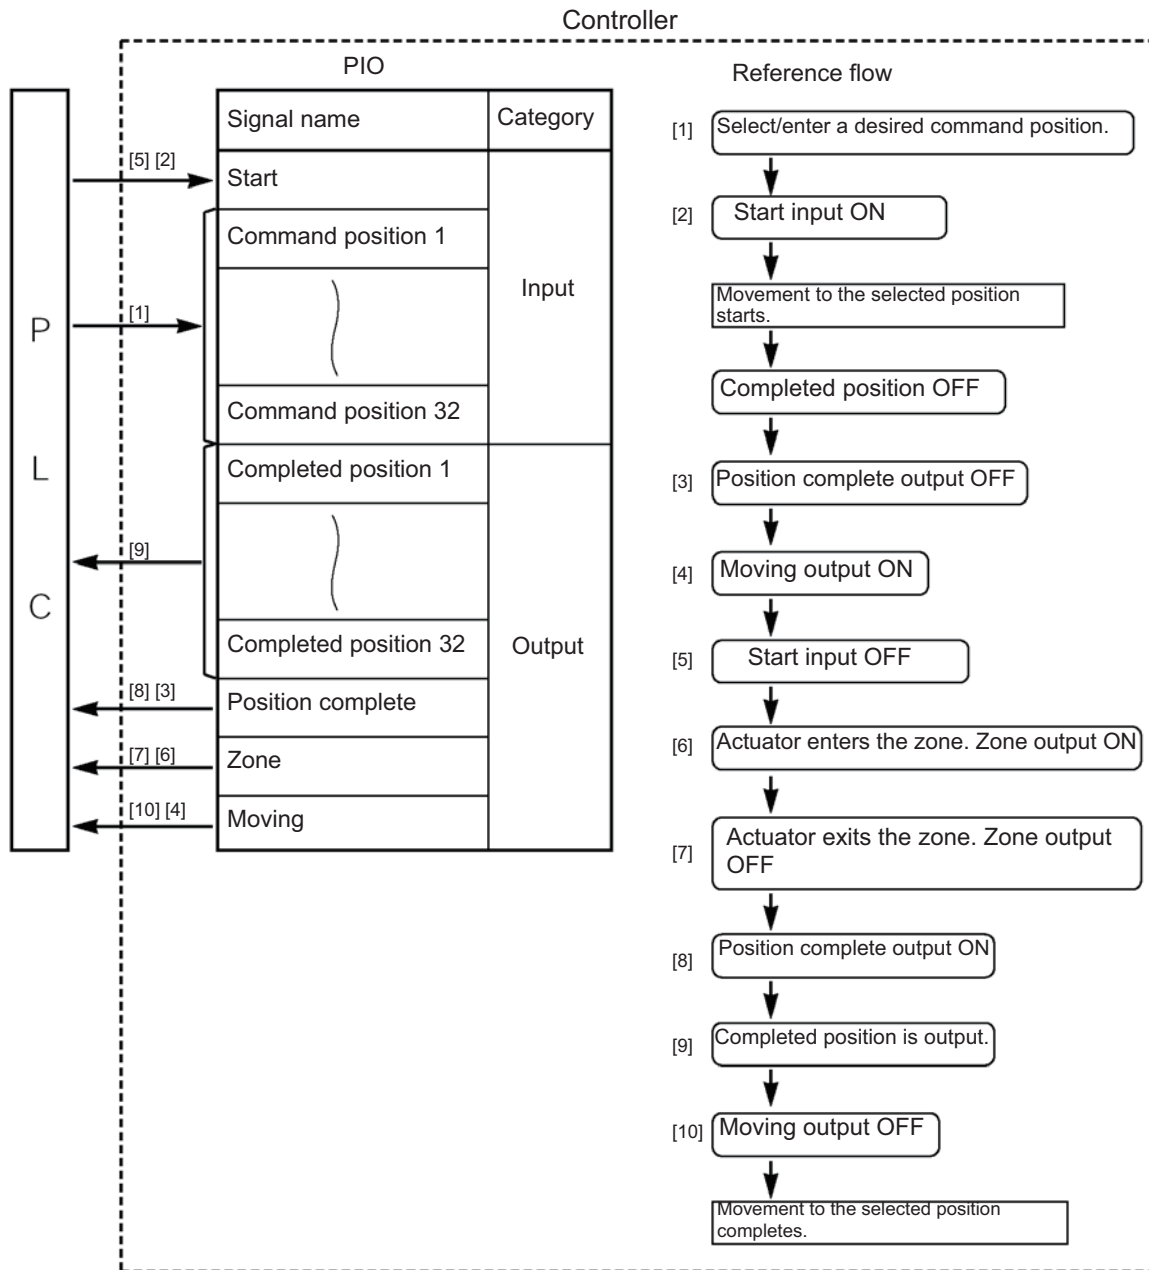 Controller
PIO
Reference flow
P
L
C
Signal name
Category
[5] [2]
Start
Command position 1
[1]
Input
Command position 32
Completed position 1
[9]
Completed position 32
Output
[8] [3]
Position complete
[7] [6]
Zone
[10] [4]
Moving
[1] Select/enter a desired command position.
[2] Start input ON
Movement to the selected position
starts.
Completed position OFF
[3] Position complete output OFF
[4] Moving output ON
[5] Start input OFF
[6] Actuator enters the zone. Zone output ON
[7] Actuator exits the zone. Zone output
OFF
[8] Position complete output ON
[9] Completed position is output.
[10] Moving output OFF
Movement to the selected position
completes.